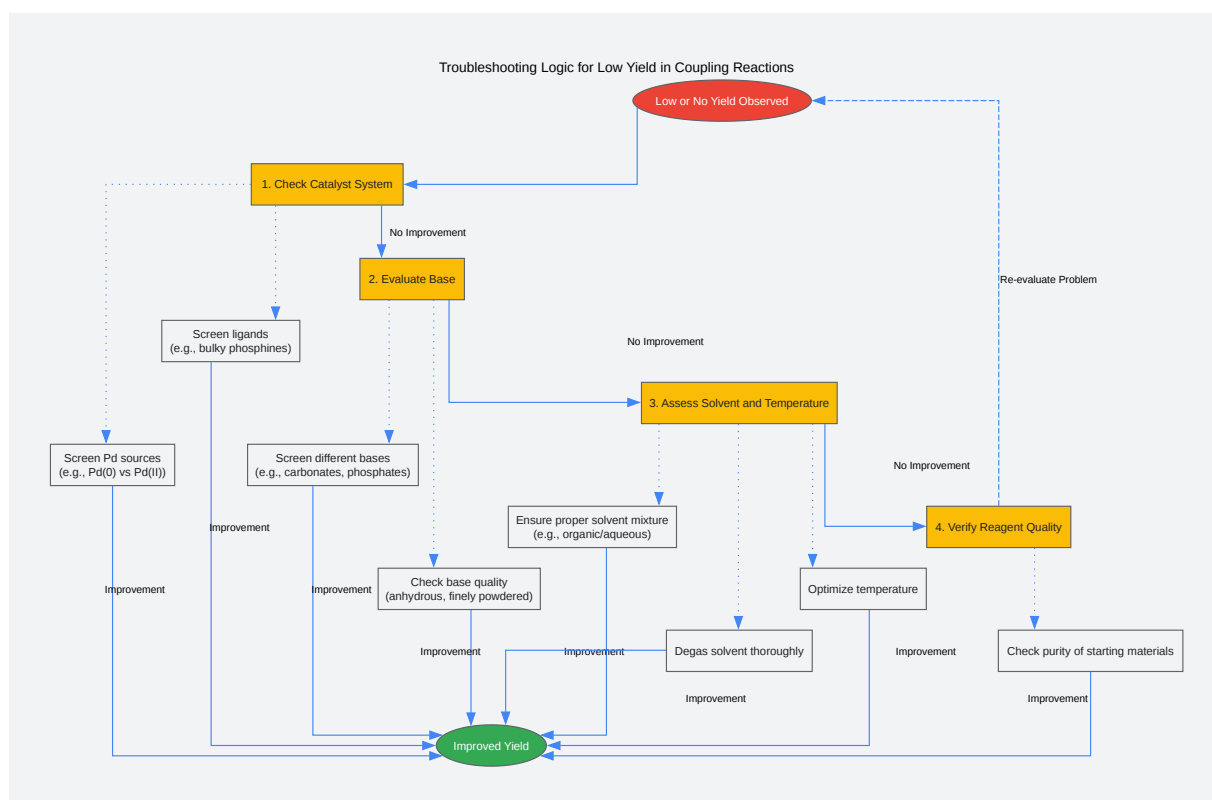 Troubleshooting Logic for Low Yield in Coupling Reactions
Low or No Yield Observed
1. Check Catalyst System
No Improvement
2. Evaluate Base
Re-evaluate Problem
Screen ligands
(e.g., bulky phosphines)
No Improvement
3. Assess Solvent and Temperature
Screen Pd sources
(e.g., Pd(0) vs Pd(II))
Screen different bases
(e.g., carbonates, phosphates)
No Improvement
Ensure proper solvent mixture
(e.g., organic/aqueous)
4. Verify Reagent Quality
Improvement
Improvement
Improvement
Check base quality
(anhydrous, finely powdered)
Optimize temperature
Improvement
Improvement
Degas solvent thoroughly
Improvement
Check purity of starting materials
Improvement
Improvement
Improved Yield